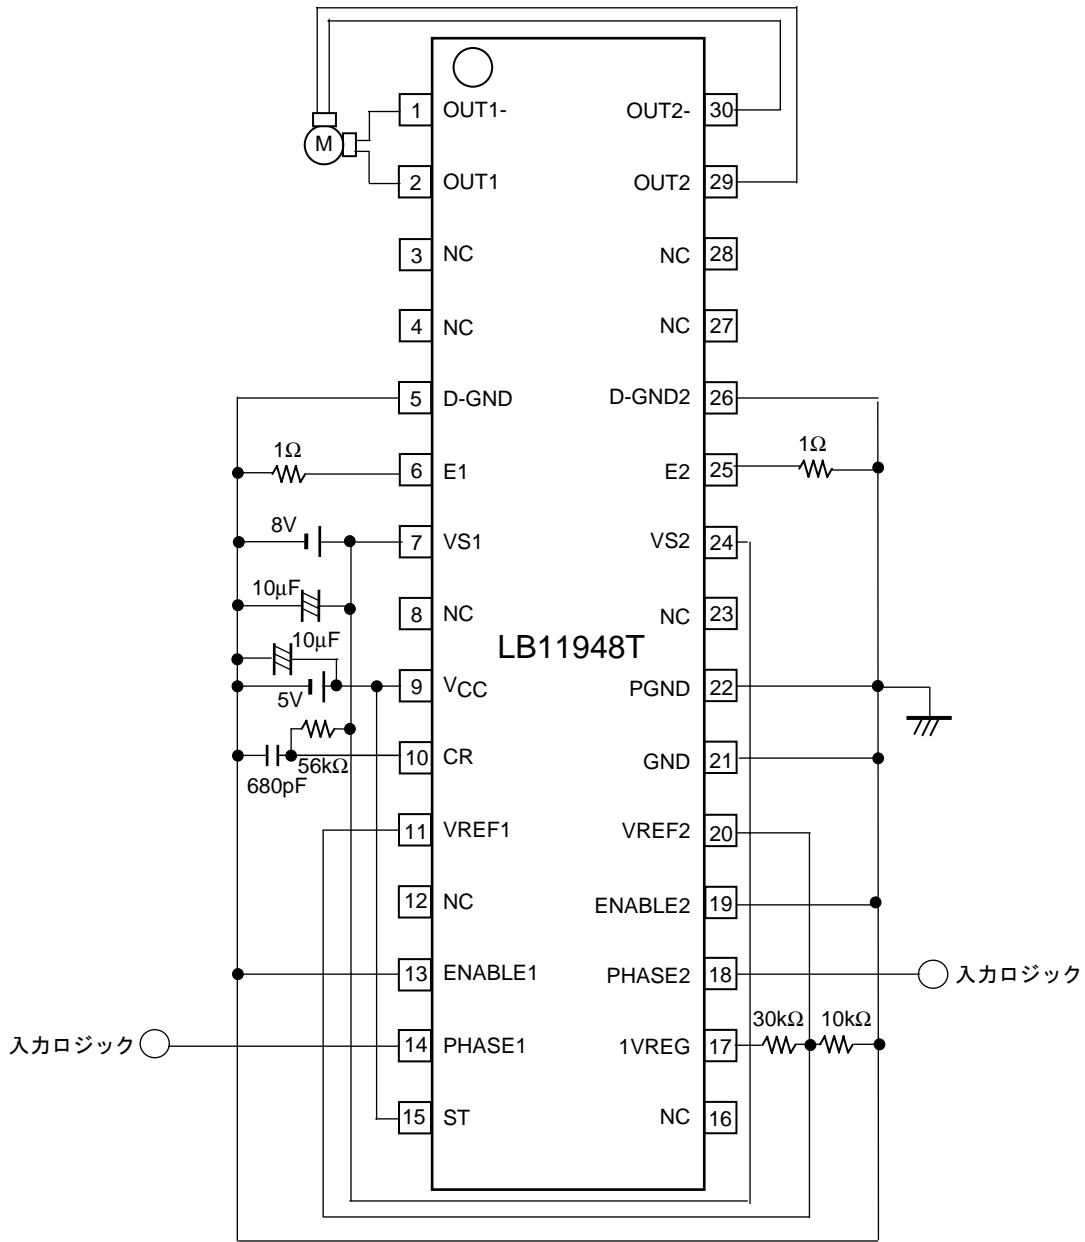 M
1 OUT1-
OUT2- 30
2 OUT1
OUT2 29
3 NC
NC 28
4 NC
NC 27
5 D-GND
D-GND2 26
1Ω
6 E1
E2 25
1Ω
8V
7 VS1
VS2 24
10μF
8 NC
NC 23
10μF
LB11948T
5V
9 VCC
PGND 22
56kΩ
680pF
10 CR
GND 21
11 VREF1
VREF2 20
12 NC
ENABLE2 19
13 ENABLE1
PHASE2 18
入力ロジック
入力ロジック
14 PHASE1
1VREG 17
30kΩ
10kΩ
15 ST
NC 16